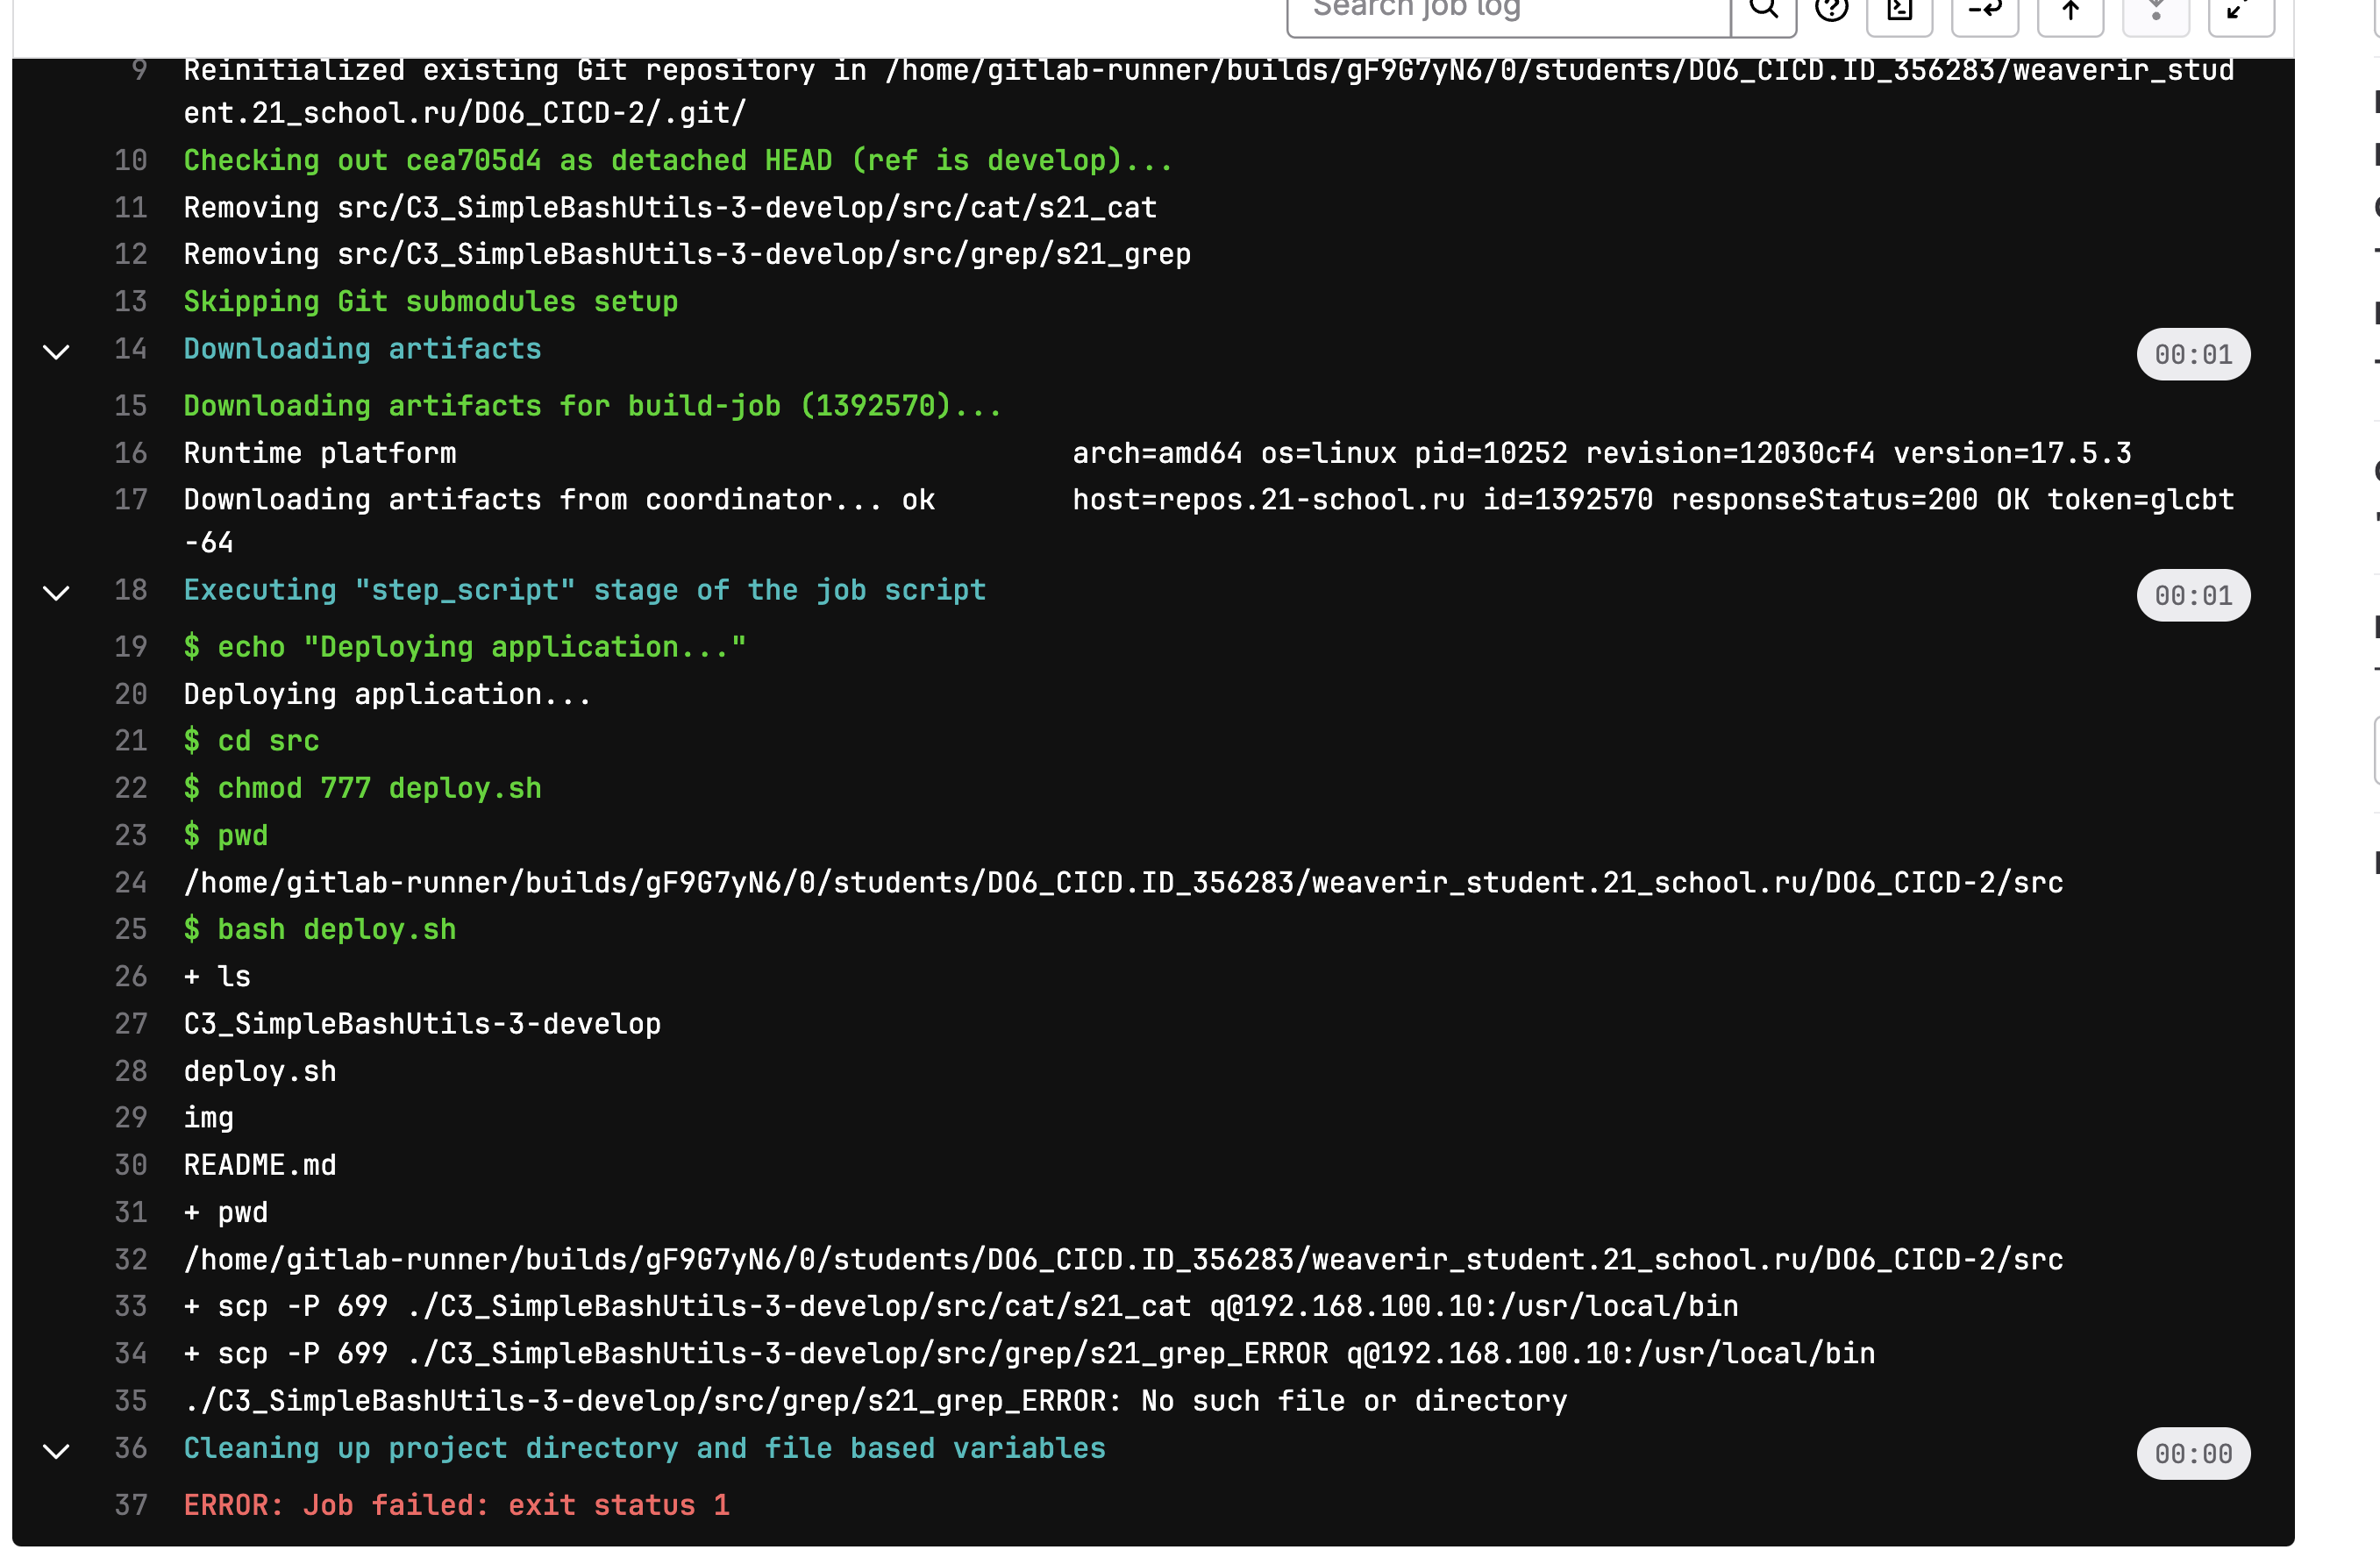 Search job log
9 Reinitialized existing Git repository in /home/gitlab-runner/builds/gF9G7yN6/0/students/DO6_CICD.ID_356283/weaverir_stud
ent.21_school.ru/DO6_CICD-2/.git/
10 Checking out cea705d4 as detached HEAD (ref is develop)...
11 Removing src/C3_SimpleBashUtils-3-develop/src/cat/s21_cat
12 Removing src/C3_SimpleBashUtils-3-develop/src/grep/s21_grep
13 Skipping Git submodules setup
14 Downloading artifacts 00:01
15 Downloading artifacts for build-job (1392570)...
16 Runtime platform arch=amd64 os=linux pid=10252 revision=12030cf4 version=17.5.3
17 Downloading artifacts from coordinator... ok host=repos.21-school.ru id=1392570 responseStatus=200 OK token=glcbt
-64
18 Executing "step_script" stage of the job script 00:01
19 $ echo "Deploying application..."
20 Deploying application...
21 $ cd src
22 $ chmod 777 deploy.sh
23 $ pwd
24 /home/gitlab-runner/builds/gF9G7yN6/0/students/DO6_CICD.ID_356283/weaverir_student.21_school.ru/DO6_CICD-2/src
25 $ bash deploy.sh
26 + ls
27 C3_SimpleBashUtils-3-develop
28 deploy.sh
29 img
30 README.md
31 + pwd
32 /home/gitlab-runner/builds/gF9G7yN6/0/students/DO6_CICD.ID_356283/weaverir_student.21_school.ru/DO6_CICD-2/src
33 + scp -P 699 ./C3_SimpleBashUtils-3-develop/src/cat/s21_cat q@192.168.100.10:/usr/local/bin
34 + scp -P 699 ./C3_SimpleBashUtils-3-develop/src/grep/s21_grep_ERROR q@192.168.100.10:/usr/local/bin
35 ./C3_SimpleBashUtils-3-develop/src/grep/s21_grep_ERROR: No such file or directory
36 Cleaning up project directory and file based variables 00:00
37 ERROR: Job failed: exit status 1